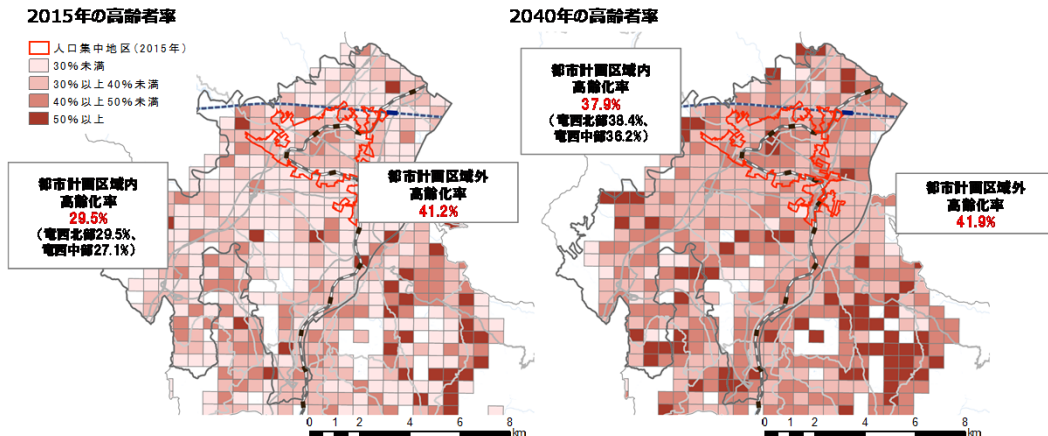 2015年の高齢者率
人口集中地区(2015年)
30%未満
30%以上40%未満
40%以上50%未満
50%以上
都市計画区域内
高齢化率
29.5%
(竜西北部29.5%、
竜西中部27.1%)
都市計画区域外
高齢化率
41.2%
0 2 4 6 8
km
2040年の高齢者率
都市計画区域内
高齢化率
37.9%
(竜西北部38.4%、
竜西中部36.2%)
都市計画区域外
高齢化率
41.9%
0 2 4 6 8
km